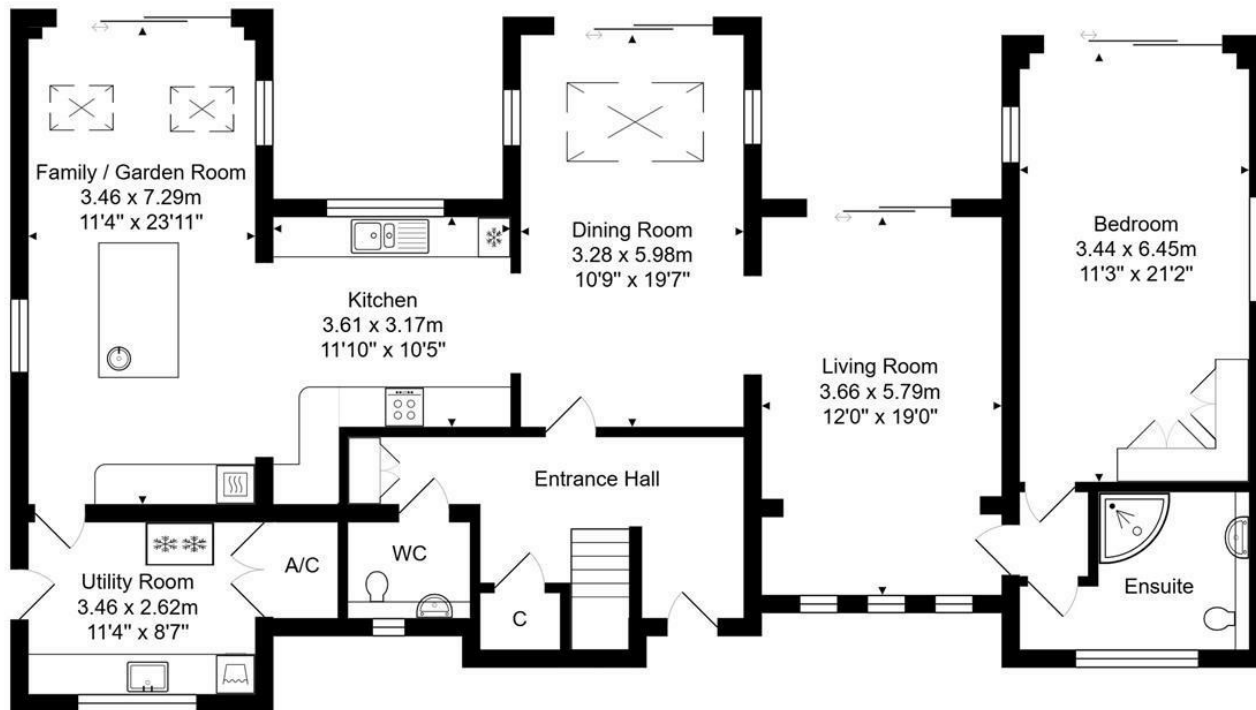 Family / Garden Room
3.46 x 7.29m
11'4" x 23'11"
Kitchen
3.61 x 3.17m
11'10" x 10'5"
Dining Room
3.28 x 5.98m
10'9" x 19'7"
Living Room
3.66 x 5.79m
12'0" x 19'0"
Bedroom
3.44 x 6.45m
11'3" x 21'2"
Entrance Hall
Utility Room
3.46 x 2.62m
11'4" x 8'7"
A/C
WC
C
Ensuite